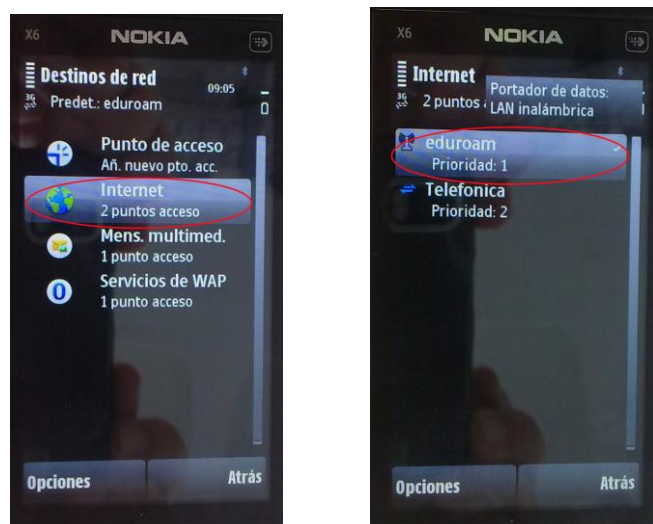 X6 NOKIA
Destinos de red
09:05
3G Predet.: eduroam
Punto de acceso
Añ. nuevo pto. acc.
Internet
2 puntos acceso
Mens. multimed.
1 punto acceso
Servicios de WAP
1 punto acceso
Opciones Atrás
X6 NOKIA
Internet
Portador de datos:
LAN inalámbrica
3G 2 puntos
eduroam
Prioridad: 1
Telefonica
Prioridad: 2
Opciones Atrás